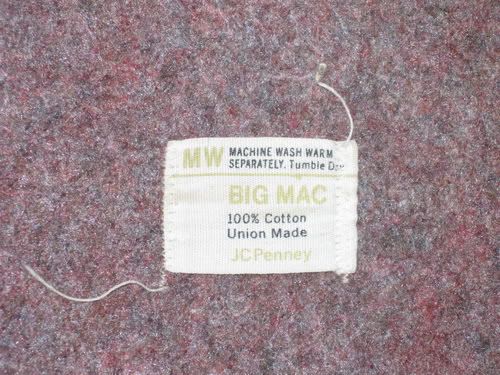 MW MACHINE WASH WARM
SEPARATELY. Tumble Dry
BIG MAC
100% Cotton
Union Made
JCPenney